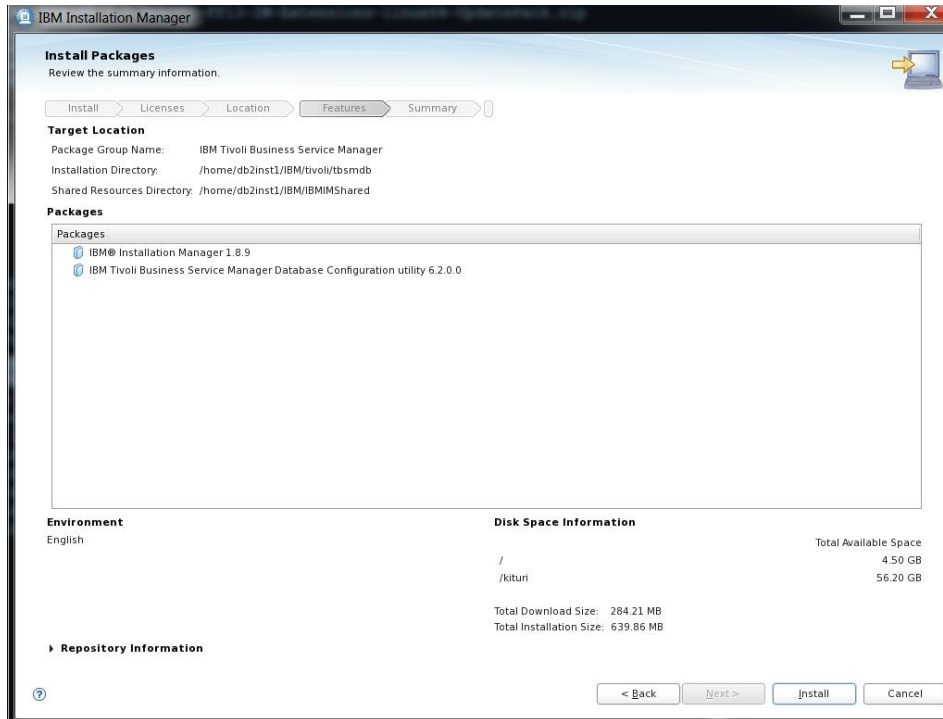 IBM Installation Manager
Install Packages
Review the summary information.
Install Licenses Location Features Summary
Target Location
Package Group Name: IBM Tivoli Business Service Manager
Installation Directory: /home/db2inst1/IBM/tivoli/tbsmdb
Shared Resources Directory: /home/db2inst1/IBM/IBMIMShared
Packages
Packages
IBM® Installation Manager 1.8.9
IBM Tivoli Business Service Manager Database Configuration utility 6.2.0.0
Environment
English
Disk Space Information
Total Available Space
/ 4.50 GB
/kituri 56.20 GB
Total Download Size: 284.21 MB
Total Installation Size: 639.86 MB
Repository Information
? < Back Next > Install Cancel